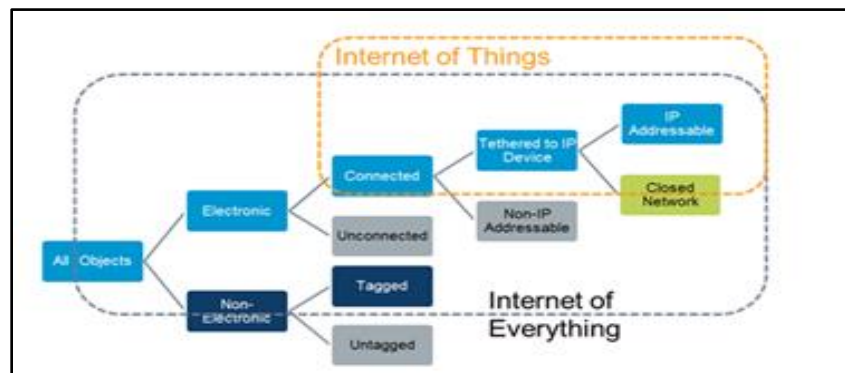 Internet of Things
IP
Addressable
Tethered to IP
Device
Connected
Closed
Network
Electronic
Non-IP
Addressable
Unconnected
All Objects
Tagged
Non-
Electronic
Internet of
Everything
Untagged